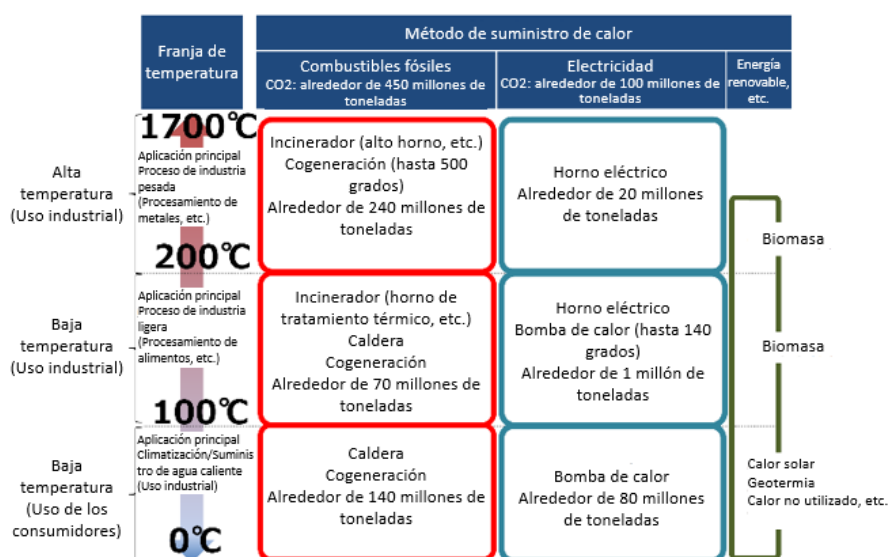 Franja de
temperatura
Método de suministro de calor
Combustibles fósiles
CO2: alrededor de 450 millones de
toneladas
Electricidad
CO2: alrededor de 100 millones de
toneladas
Energía
renovable,
etc.
Alta
temperatura
(Uso industrial)
1700℃
Aplicación principal
Proceso de industria
pesada
(Procesamiento de
metales, etc.)
200℃
Incinerador (alto horno, etc.)
Cogeneración (hasta 500
grados)
Alrededor de 240 millones de
toneladas
Horno eléctrico
Alrededor de 20 millones
de toneladas
Biomasa
Baja
temperatura
(Uso industrial)
Aplicación principal
Proceso de industria
ligera
(Procesamiento de
alimentos, etc.)
100℃
Incinerador (horno de
tratamiento térmico, etc.)
Caldera
Cogeneración
Alrededor de 70 millones de
toneladas
Horno eléctrico
Bomba de calor (hasta 140
grados)
Alrededor de 1 millón de
toneladas
Biomasa
Baja
temperatura
(Uso de los
consumidores)
Aplicación principal
Climatización/Suminis
tro de agua caliente
(Uso industrial)
0℃
Caldera
Cogeneración
Alrededor de 140 millones de
toneladas
Bomba de calor
Alrededor de 80 millones
de toneladas
Calor solar
Geotermia
Calor no utilizado, etc.